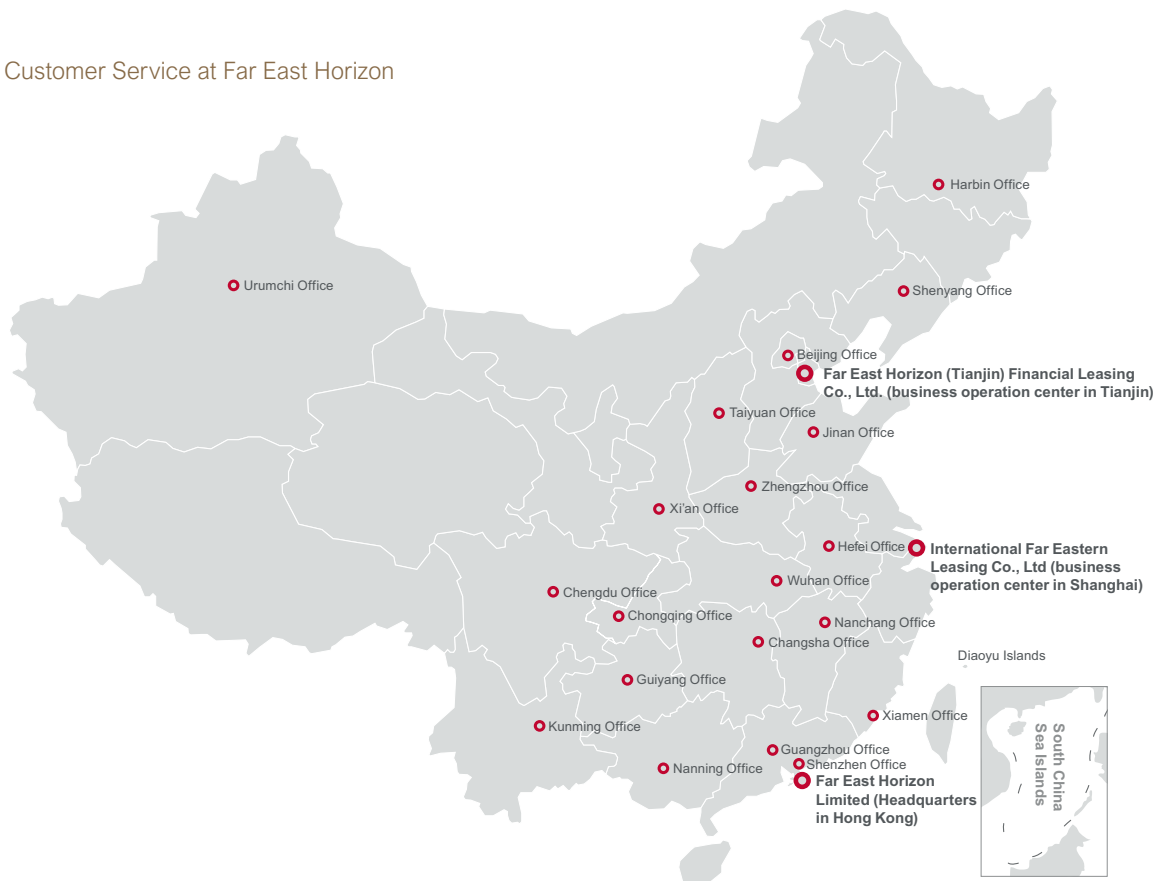 Customer Service at Far East Horizon
Harbin Office
Urumchi Office
Shenyang Office
Beijing Office
Far East Horizon (Tianjin) Financial Leasing
Co., Ltd. (business operation center in Tianjin)
Taiyuan Office
Jinan Office
Zhengzhou Office
Xi'an Office
Hefei Office
International Far Eastern
Leasing Co., Ltd (business
operation center in Shanghai)
Wuhan Office
Chengdu Office
Chongqing Office
Nanchang Office
Changsha Office
Diaoyu Islands
Guiyang Office
Xiamen Office
Kunming Office
Guangzhou Office
Shenzhen Office
Nanning Office
Far East Horizon
Limited (Headquarters
in Hong Kong)
South China
Sea Islands